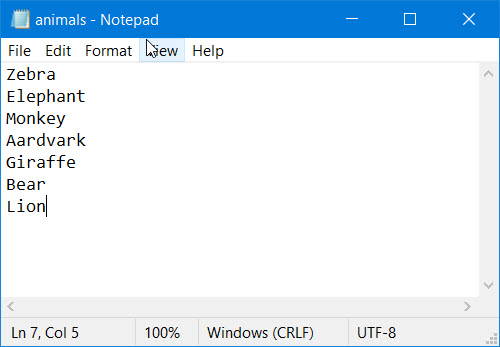 animals - Notepad
File Edit Format View Help
Zebra
Elephant
Monkey
Aardvark
Giraffe
Bear
Lion
Ln 7, Col 5 100% Windows (CRLF) UTF-8